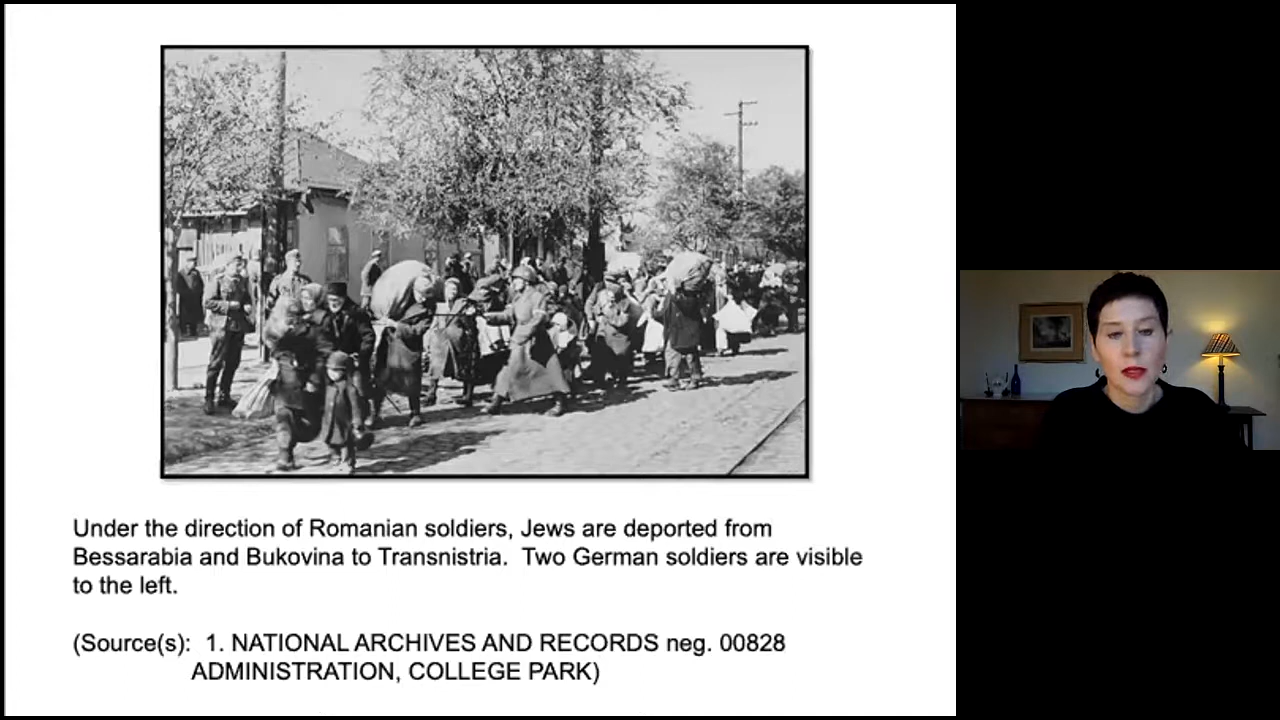 Under the direction of Romanian soldiers, Jews are deported from
Bessarabia and Bukovina to Transnistria.  Two German soldiers are visible
to the left.
(Source(s):  1. NATIONAL ARCHIVES AND RECORDS neg. 00828
ADMINISTRATION, COLLEGE PARK)